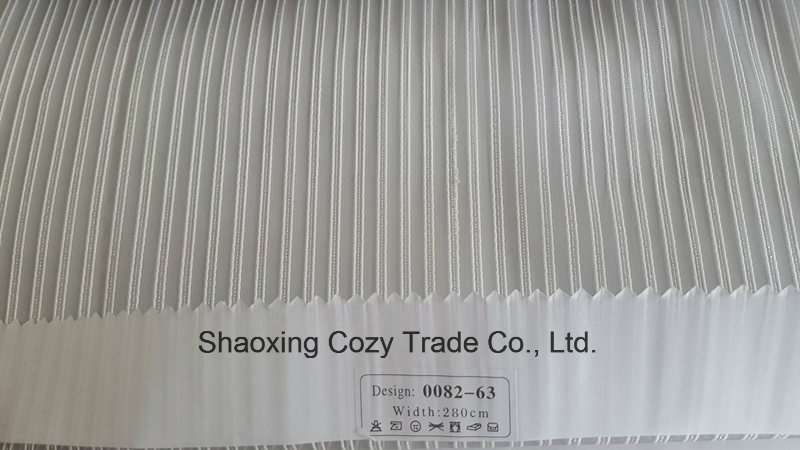 Shaoxing Cozy Trade Co., Ltd.
Design: 0082-63
Width:280cm